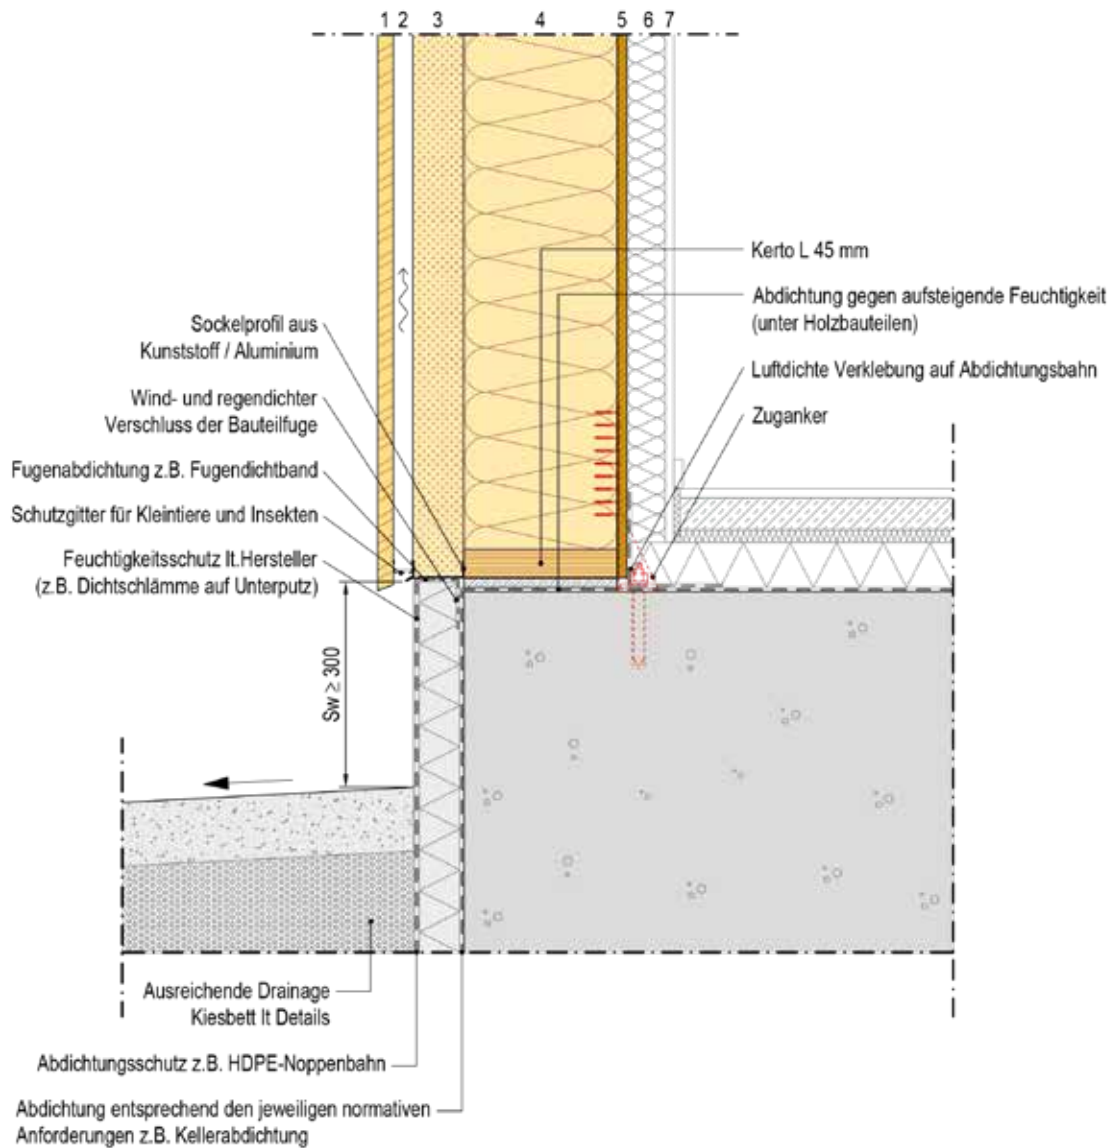 1 2 3 4 5 6 7
Kerto L 45 mm
Abdichtung gegen aufsteigende Feuchtigkeit
(unter Holzbauteilen)
Luftdichte Verklebung auf Abdichtungsbahn
Zuganker
Sockelprofil aus
Kunststoff / Aluminium
Wind- und regendichter
Verschluss der Bauteilfuge
Fugenabdichtung z.B. Fugendichtband
Schutzgitter für Kleintiere und Insekten
Feuchtigkeitsschutz lt.Hersteller
(z.B. Dichtschlämme auf Unterputz)
Sw ≥ 300
Ausreichende Drainage
Kiesbett lt Details
Abdichtungsschutz z.B. HDPE-Noppenbahn
Abdichtung entsprechend den jeweiligen normativen
Anforderungen z.B. Kellerabdichtung